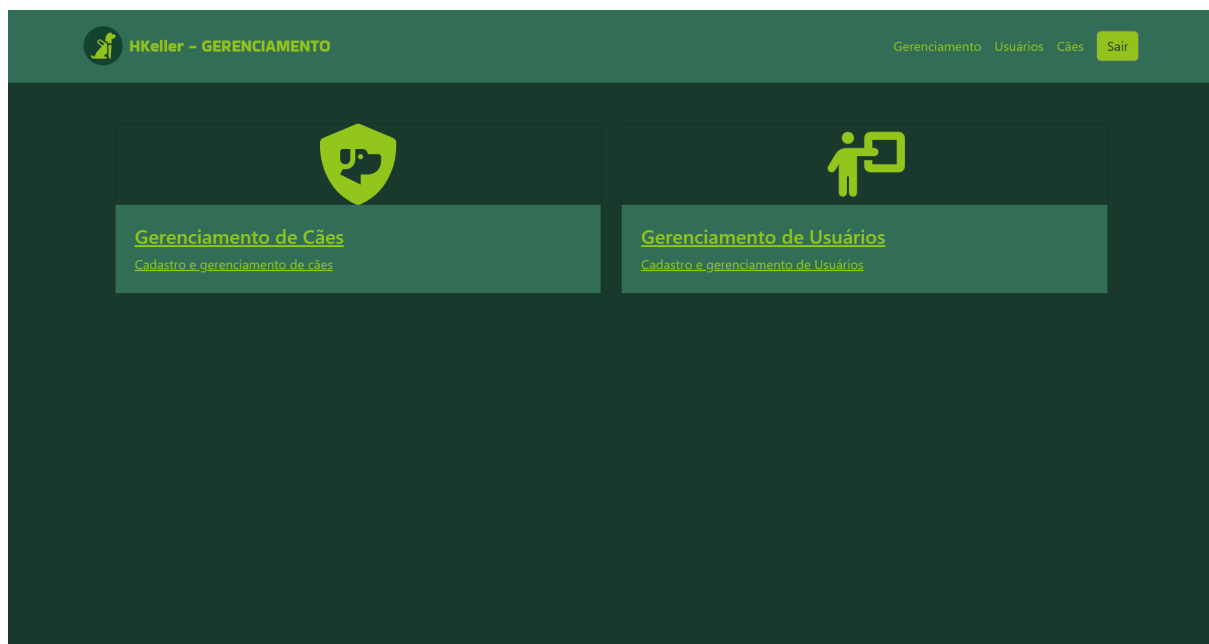 HKeller – GERENCIAMENTO
Gerenciamento Usuários Cães Sair
Gerenciamento de Cães
Cadastro e gerenciamento de cães
Gerenciamento de Usuários
Cadastro e gerenciamento de Usuários